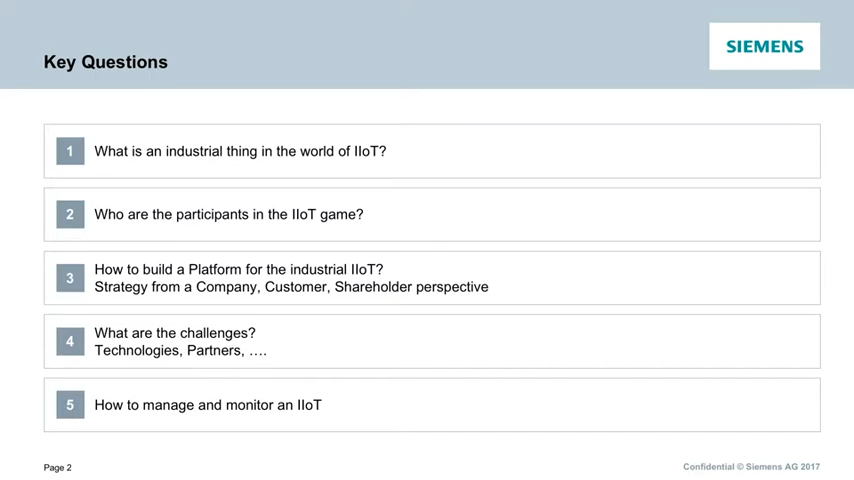 Key Questions
SIEMENS
1 What is an industrial thing in the world of IIoT?
2 Who are the participants in the IIoT game?
3 How to build a Platform for the industrial IIoT?
Strategy from a Company, Customer, Shareholder perspective
4 What are the challenges?
Technologies, Partners, ….
5 How to manage and monitor an IIoT
Page 2
Confidential © Siemens AG 2017